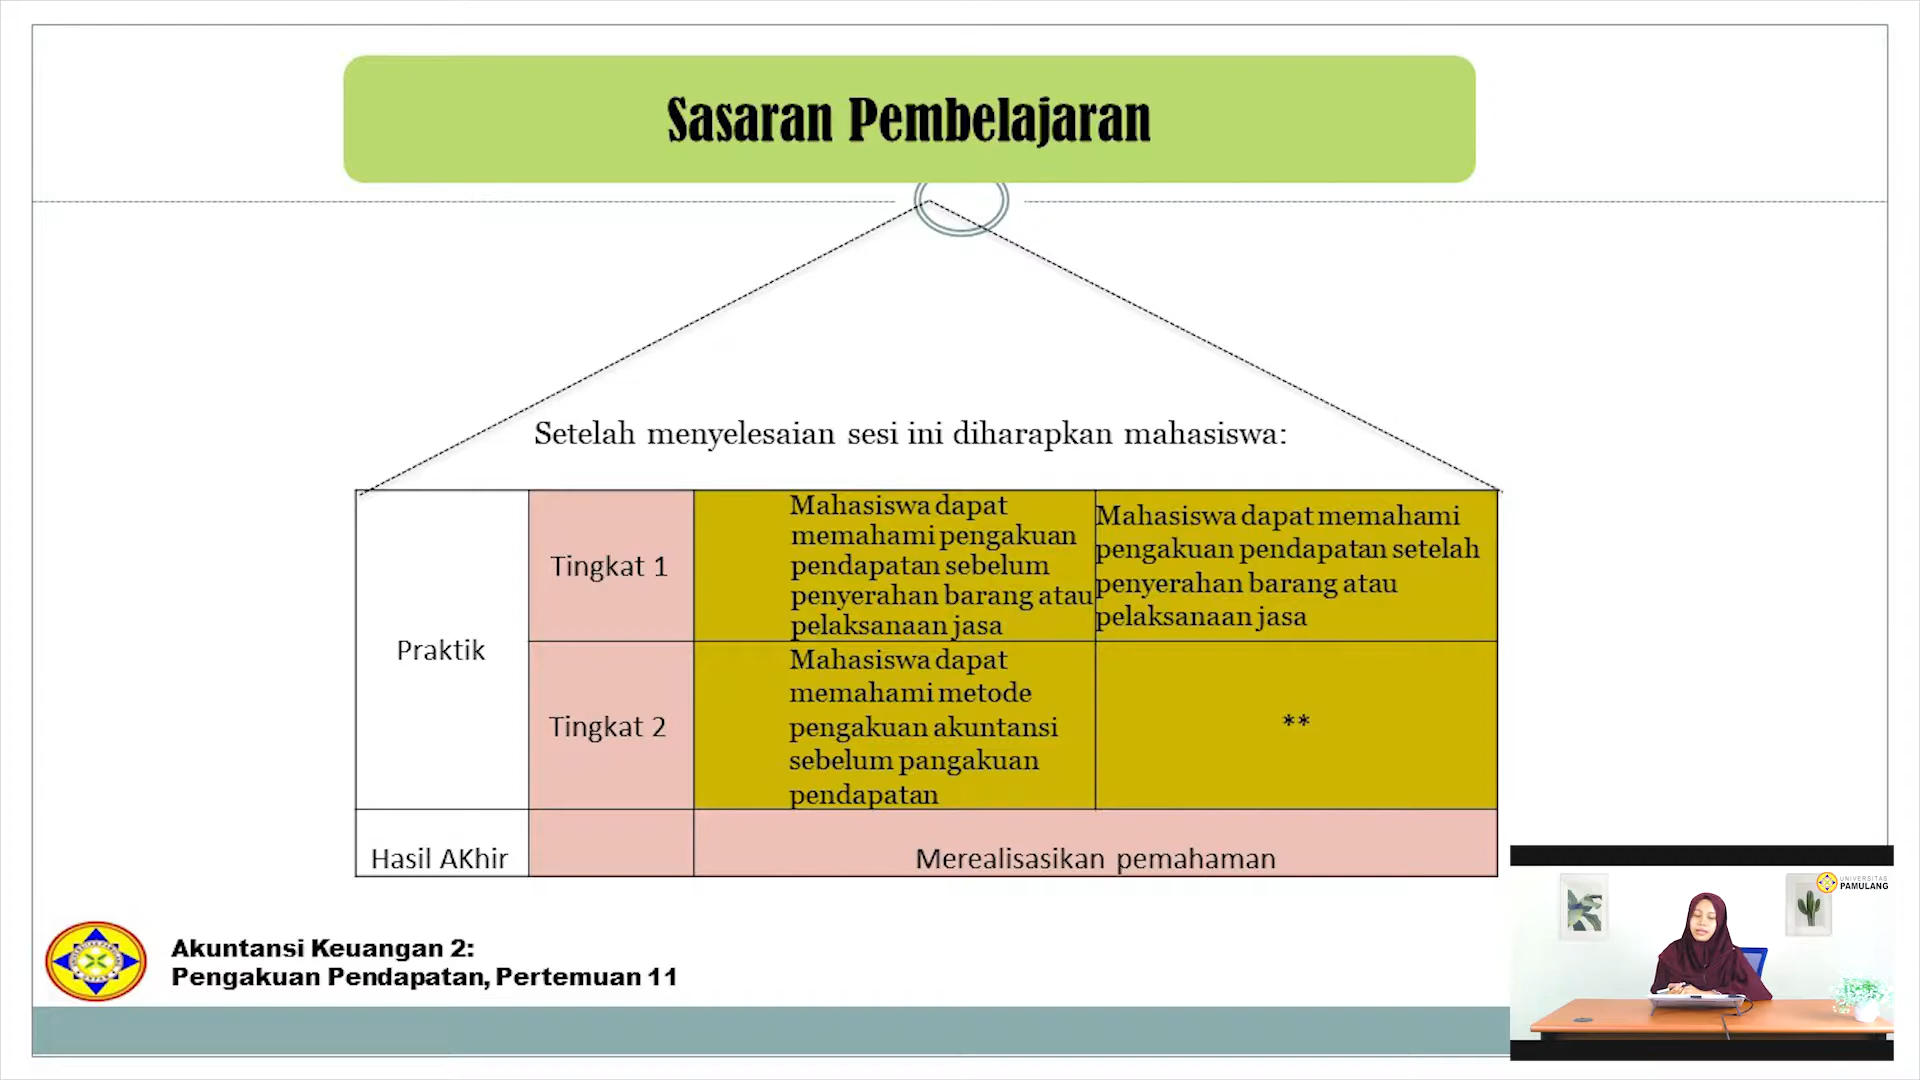 Sasaran Pembelajaran
Setelah menyelesaian sesi ini diharapkan mahasiswa:
Praktik
Tingkat 1
Mahasiswa dapat
memahami pengakuan
pendapatan sebelum
penyerahan barang atau
pelaksanaan jasa
Mahasiswa dapat memahami
pengakuan pendapatan setelah
penyerahan barang atau
pelaksanaan jasa
Tingkat 2
Mahasiswa dapat
memahami metode
pengakuan akuntansi
sebelum pangakuan
pendapatan
**
Hasil AKhir
Merealisasikan pemahaman
Akuntansi Keuangan 2:
Pengakuan Pendapatan, Pertemuan 11
UNIVERSITAS
PAMULANG